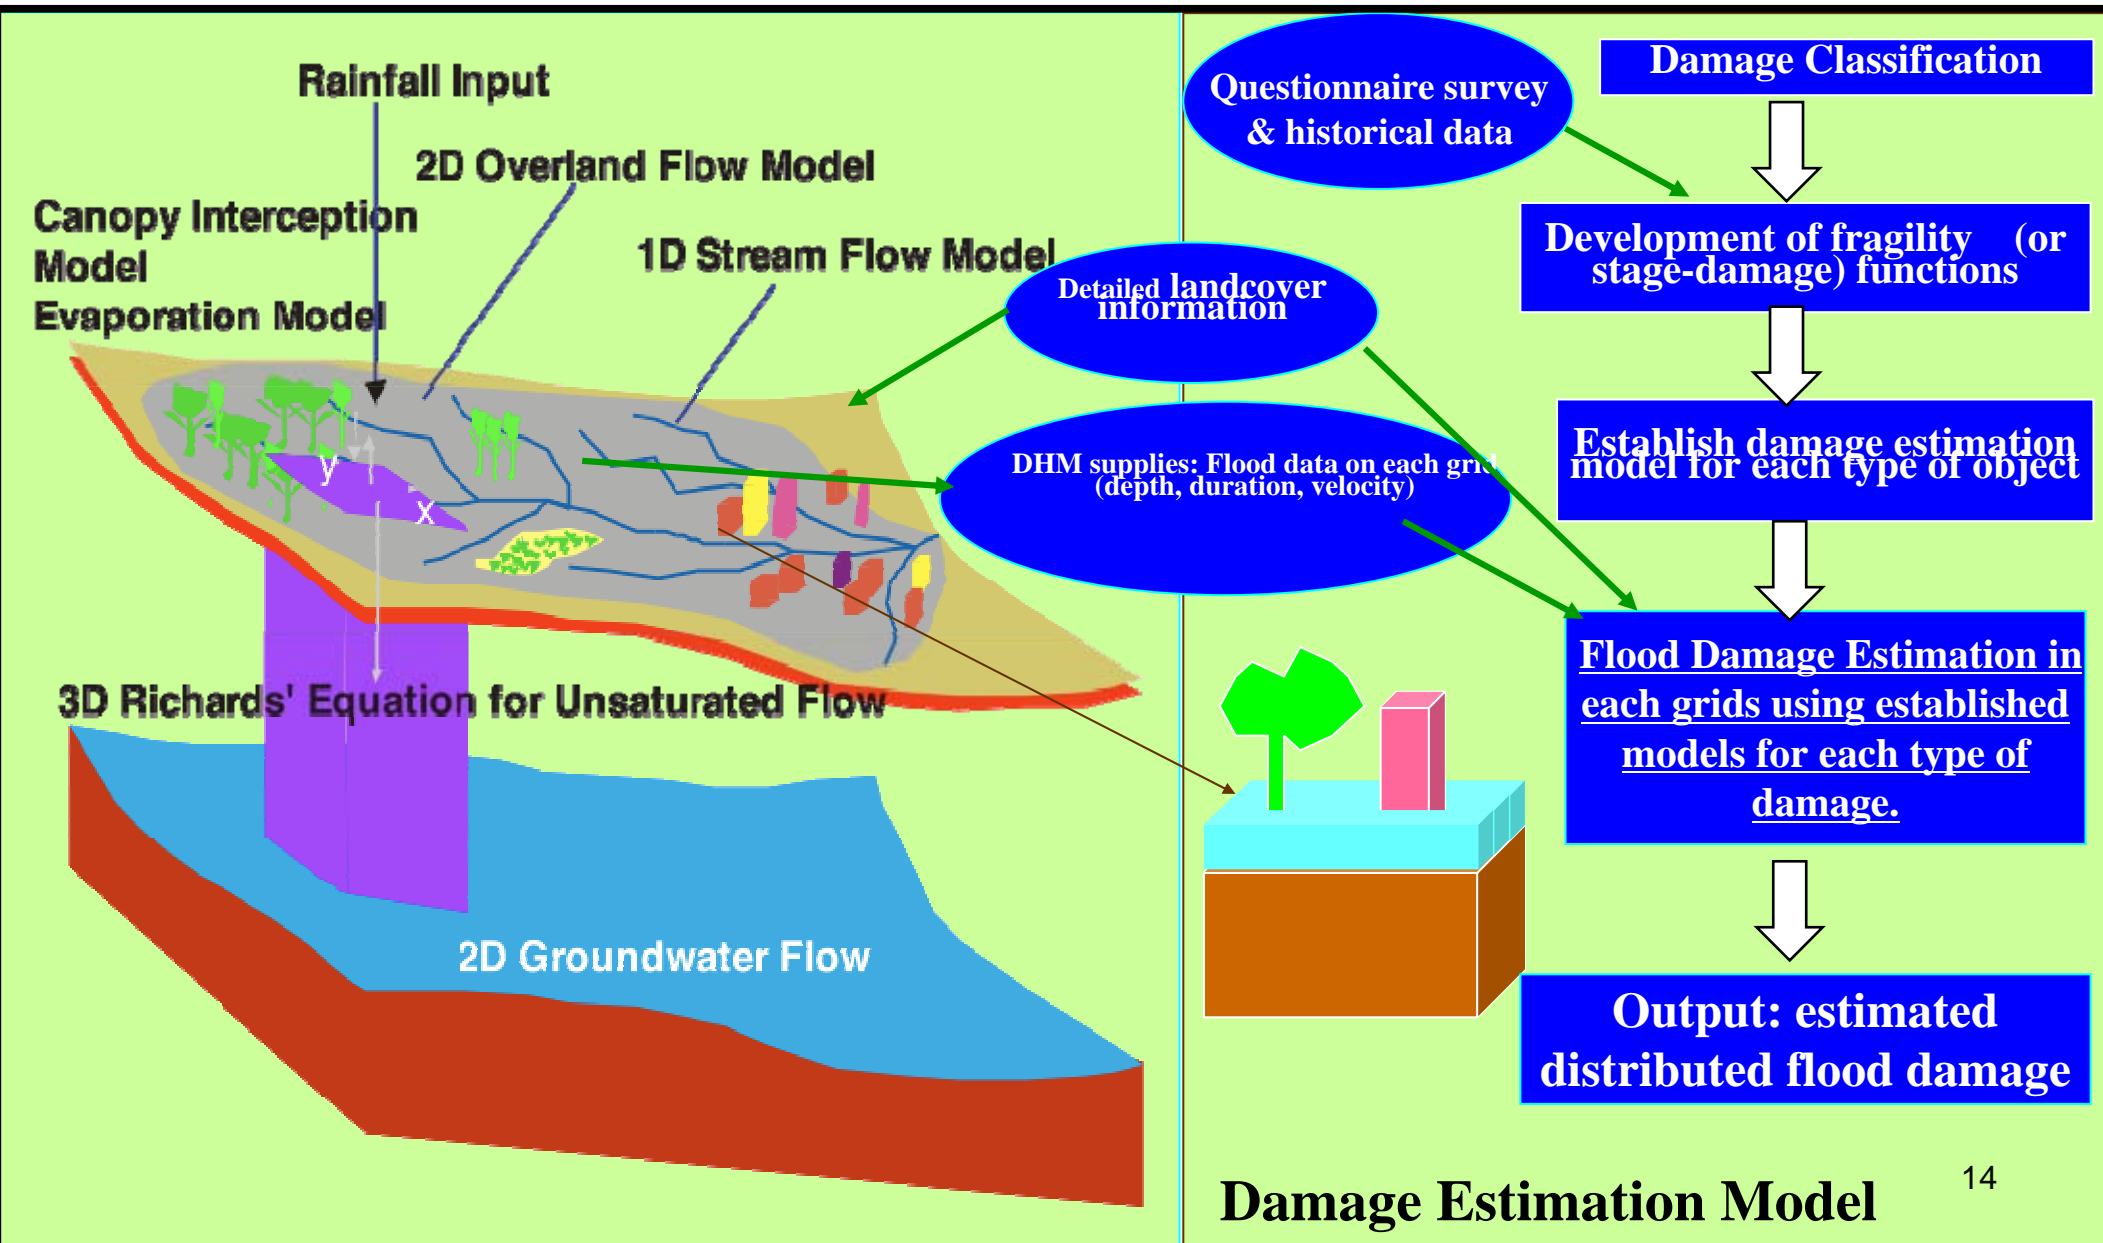 Rainfall Input
2D Overland Flow Model
Canopy Interception
Model
Evaporation Model
1D Stream Flow Model
y
x
3D Richards' Equation for Unsaturated Flow
2D Groundwater Flow
Questionnaire survey
& historical data
Detailed landcover
information
DHM supplies: Flood data on each grid
(depth, duration, velocity)
Damage Classification
Development of fragility (or
stage-damage) functions
Establish damage estimation
model for each type of object
Flood Damage Estimation in
each grids using established
models for each type of
damage.
Output: estimated
distributed flood damage
Damage Estimation Model
14